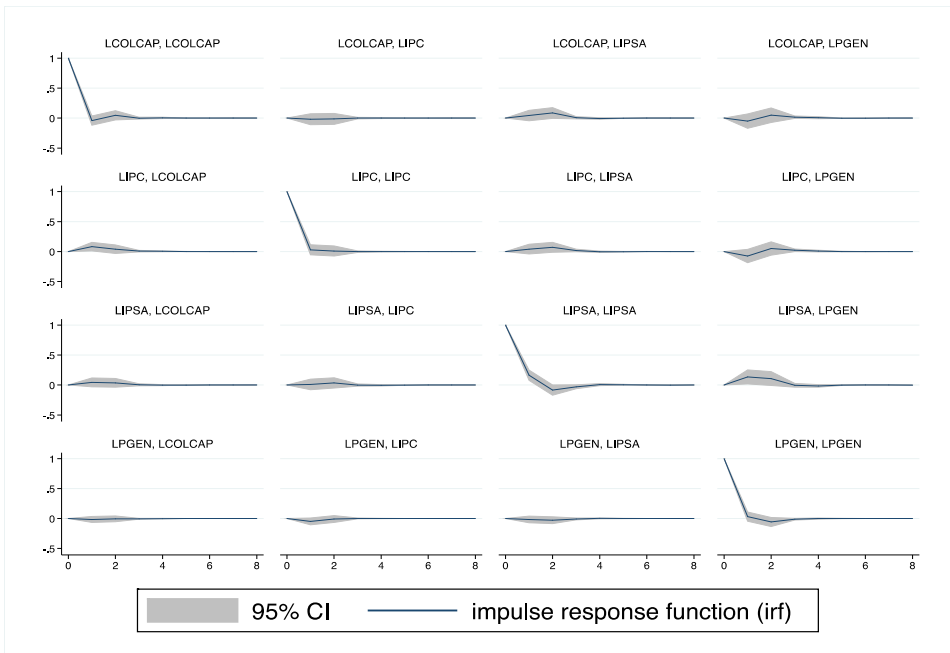 LCOLCAP, LCOLCAP LCOLCAP, LIPC LCOLCAP, LIPSA LCOLCAP, LPGEN
1
.5
0
-.5
LIPC, LCOLCAP LIPC, LIPC LIPC, LIPSA LIPC, LPGEN
1
.5
0
-.5
LIPSA, LCOLCAP LIPSA, LIPC LIPSA, LIPSA LIPSA, LPGEN
1
.5
0
-.5
LPGEN, LCOLCAP LPGEN, LIPC LPGEN, LIPSA LPGEN, LPGEN
1
.5
0
-.5
0 2 4 6 8 0 2 4 6 8 0 2 4 6 8 0 2 4 6 8
95% CI impulse response function (irf)